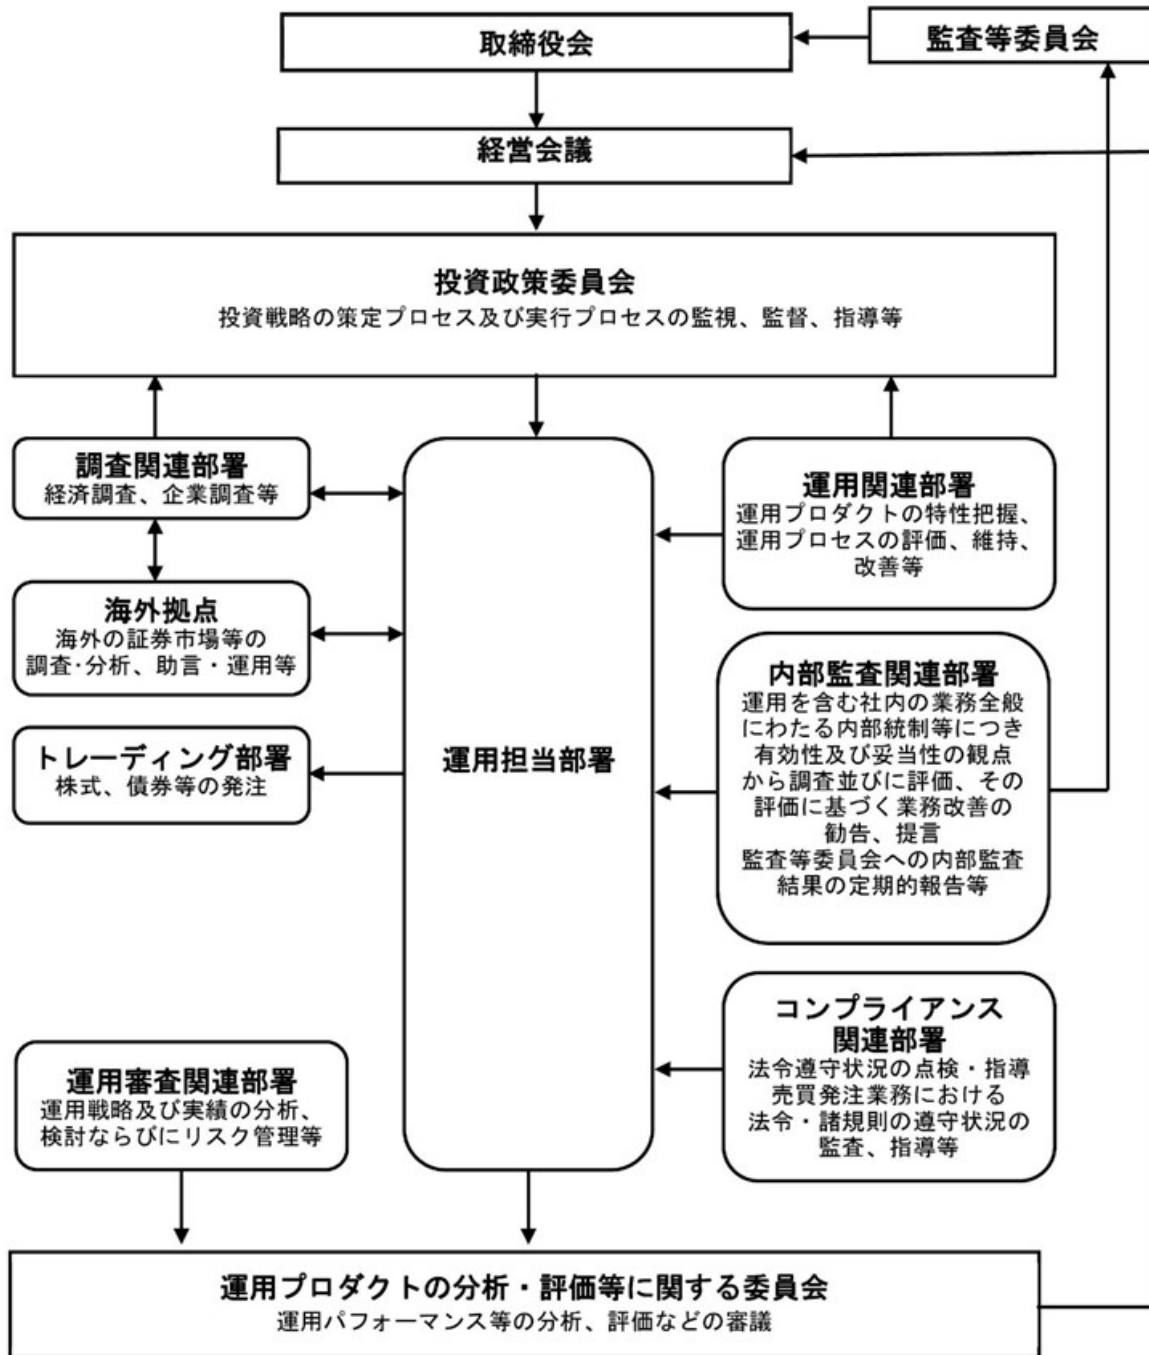 取締役会
監査等委員会
経営会議
投資政策委員会
投資戦略の策定プロセス及び実行プロセスの監視、監督、指導等
調査関連部署
経済調査、企業調査等
運用関連部署
運用プロダクトの特性把握、
運用プロセスの評価、維持、
改善等
海外拠点
海外の証券市場等の
調査・分析、助言・運用等
トレーディング部署
株式、債券等の発注
運用担当部署
内部監査関連部署
運用を含む社内の業務全般
にわたる内部統制等につき
有効性及び妥当性の観点
から調査並びに評価、その
評価に基づく業務改善の
勧告、提言
監査等委員会への内部監査
結果の定期的報告等
コンプライアンス
関連部署
法令遵守状況の点検・指導
売買発注業務における
法令・諸規則の遵守状況の
監査、指導等
運用審査関連部署
運用戦略及び実績の分析、
検討ならびにリスク管理等
運用プロダクトの分析・評価等に関する委員会
運用パフォーマンス等の分析、評価などの審議